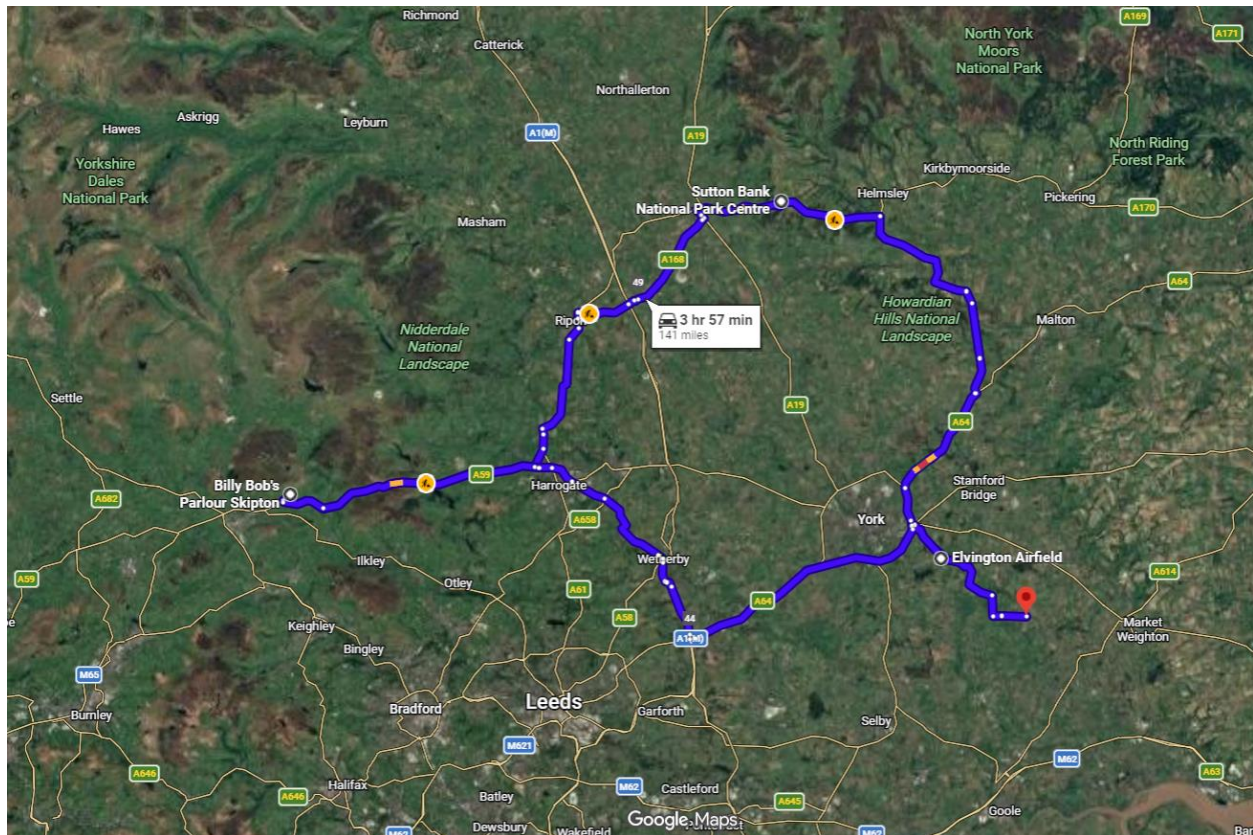 Richmond
A169
A171
Catterick
North York
Moors
National Park
Northallerton
A1(M)
A19
Hawes
Askrigg
Leyburn
Yorkshire
Dales
National Park
North Riding
Forest Park
Kirkbymoorside
Sutton Bank
National Park Centre
Helmsley
Pickering
A170
Masham
A168
49
A64
Ripon
3 hr 57 min
141 miles
Howardian
Hills National
Landscape
Malton
Nidderdale
National
Landscape
Settle
A19
A64
A59
Harrogate
Billy Bob's
Parlour Skipton
A682
Stamford
Bridge
A658
York
Ilkley
Wetherby
Elvington Airfield
A59
Otley
A61
A64
A614
A58
44
Keighley
A1(M)
Market
Weighton
Bingley
M65
Leeds
Burnley
Bradford
Garforth
Selby
M621
M62
A646
Halifax
M62
Castleford
A63
A646
Batley
A645
Goole
Google Maps
Dewsbury
Wakefield
M62
M62